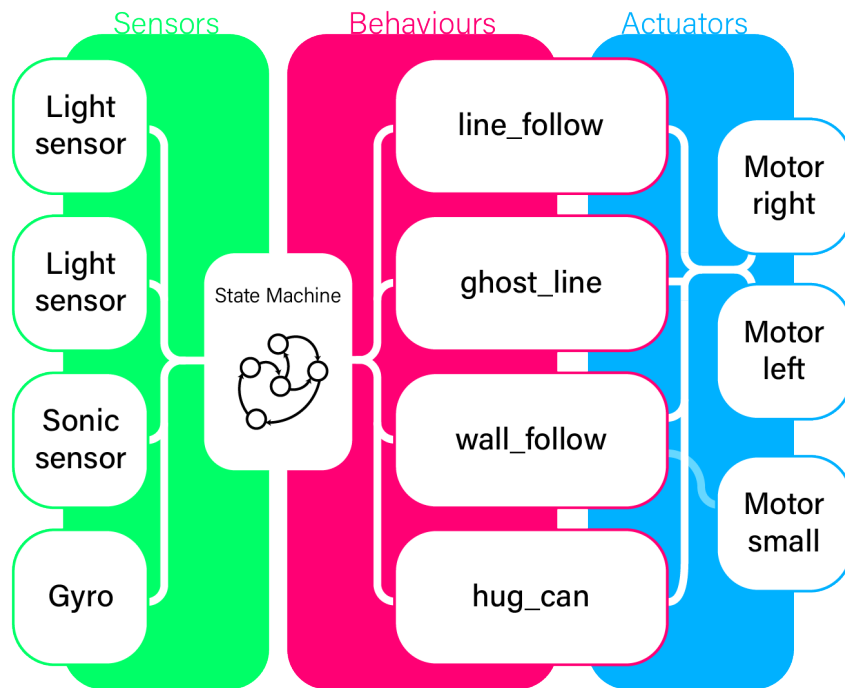 Sensors
Behaviours
Actuators
Light
sensor
Light
sensor
Sonic
sensor
Gyro
State Machine
line_follow
ghost_line
wall_follow
hug_can
Motor
right
Motor
left
Motor
small